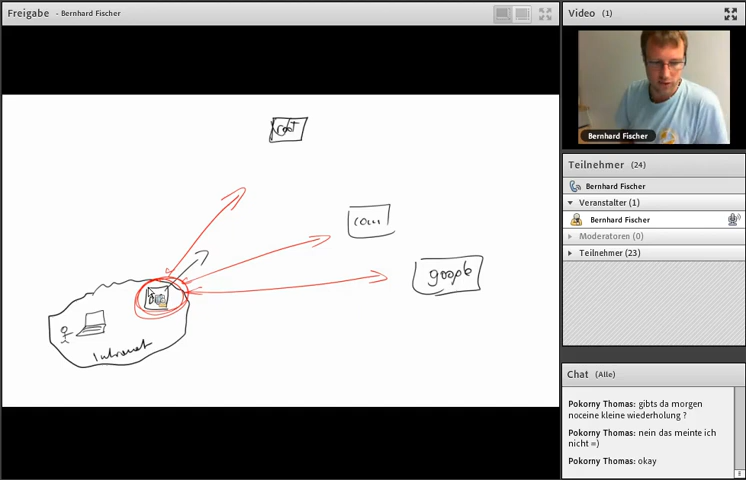 Freigabe - Bernhard Fischer
root
com
google
Intranet
Video (1)
Bernhard Fischer
Teilnehmer (24)
Bernhard Fischer
Veranstalter (1)
Bernhard Fischer
Moderatoren (0)
Teilnehmer (23)
Chat (Alle)
Pokorny Thomas: gibts da morgen
noceine kleine wiederholung ?
Pokorny Thomas: nein das meinte ich
nicht =)
Pokorny Thomas: okay